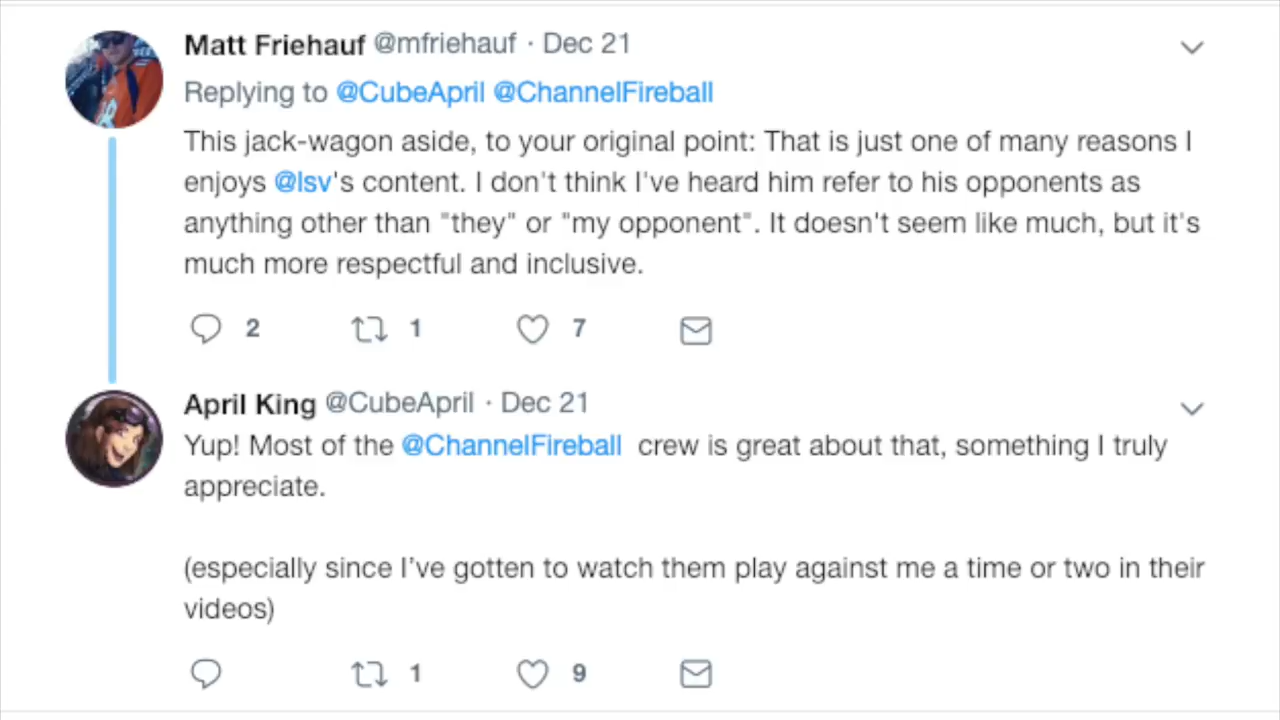 Matt Friehauf @mfriehauf · Dec 21
Replying to @CubeApril @ChannelFireball
This jack-wagon aside, to your original point: That is just one of many reasons I
enjoys @lsv's content. I don't think I've heard him refer to his opponents as
anything other than "they" or "my opponent". It doesn't seem like much, but it's
much more respectful and inclusive.
2 1 7
April King @CubeApril · Dec 21
Yup! Most of the @ChannelFireball crew is great about that, something I truly
appreciate.
(especially since I've gotten to watch them play against me a time or two in their
videos)
1 9